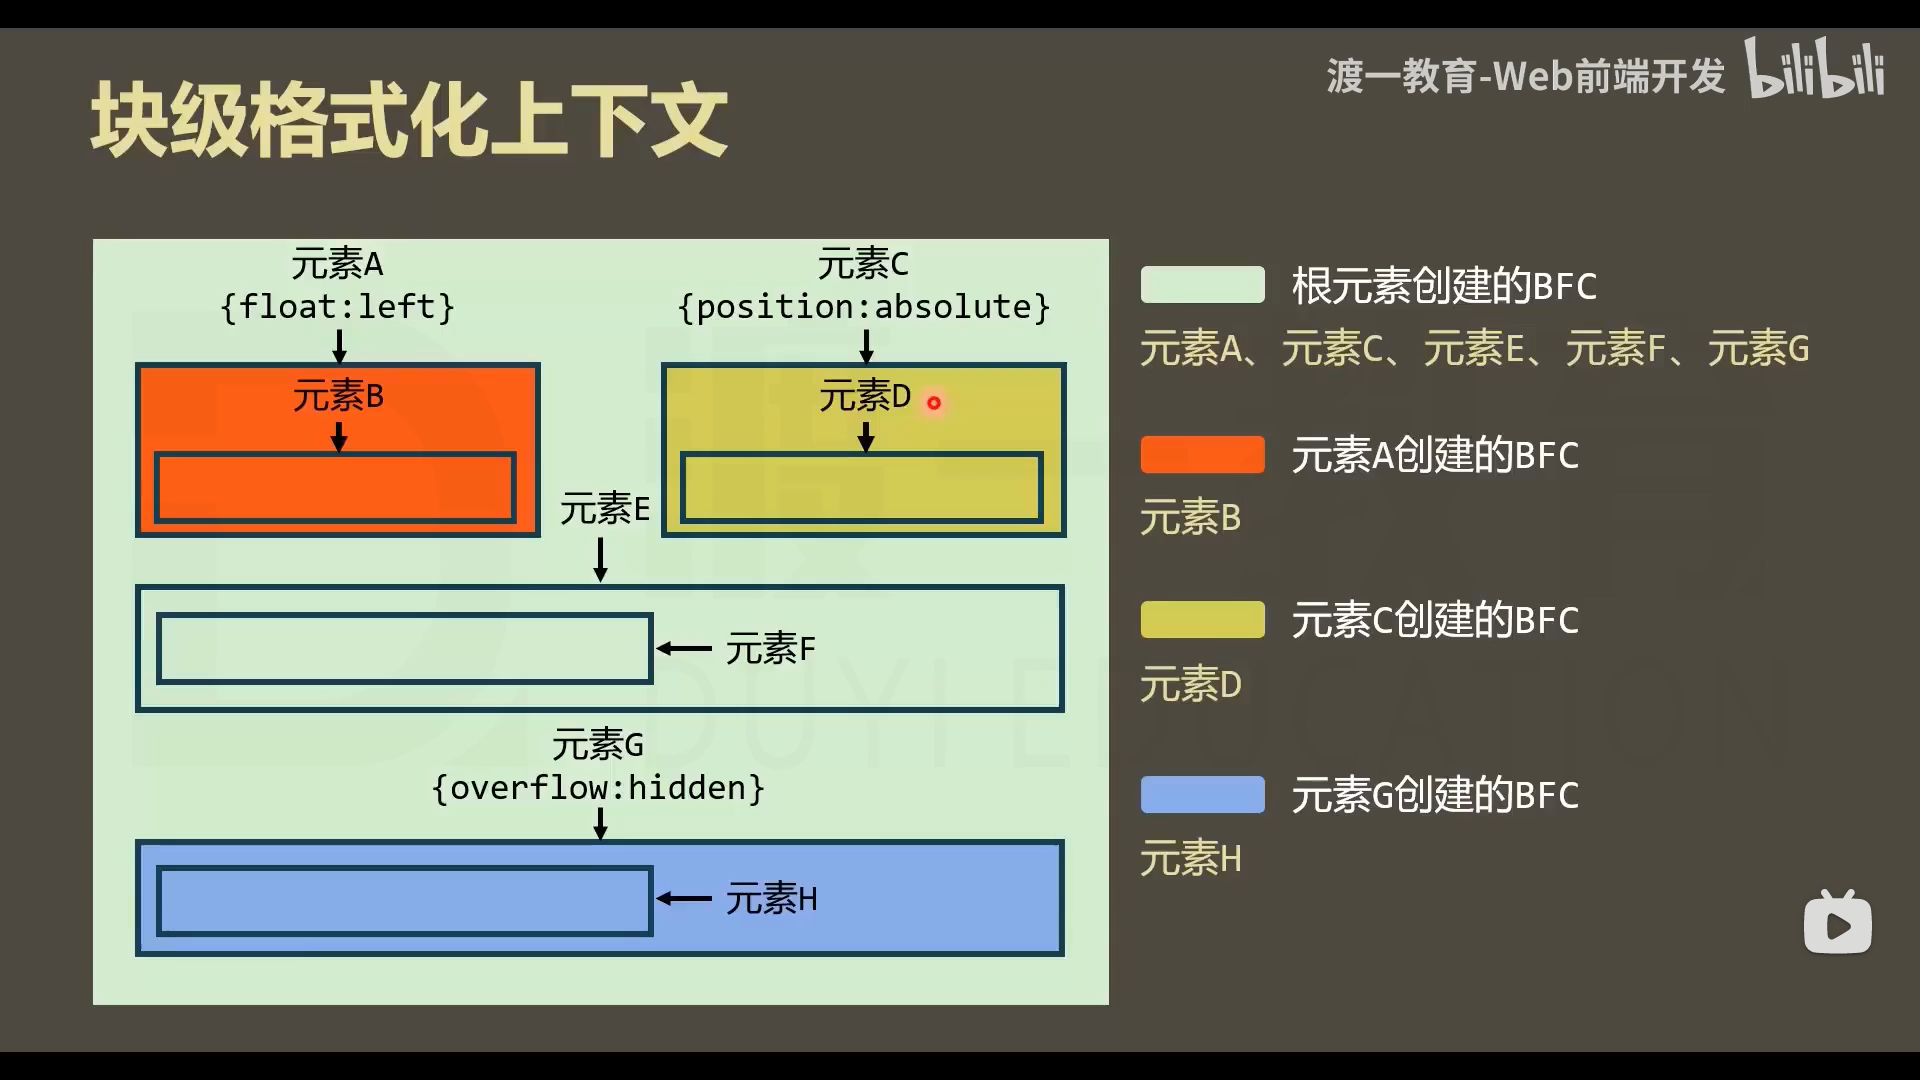 渡一教育-Web前端开发 bilibili
块级格式化上下文
元素A
{float:left}
元素C
{position:absolute}
元素B
元素D
元素E
元素F
元素G
{overflow:hidden}
元素H
根元素创建的BFC
元素A、元素C、元素E、元素F、元素G
元素A创建的BFC
元素B
元素C创建的BFC
元素D
元素G创建的BFC
元素H
DUYI EDUCATION